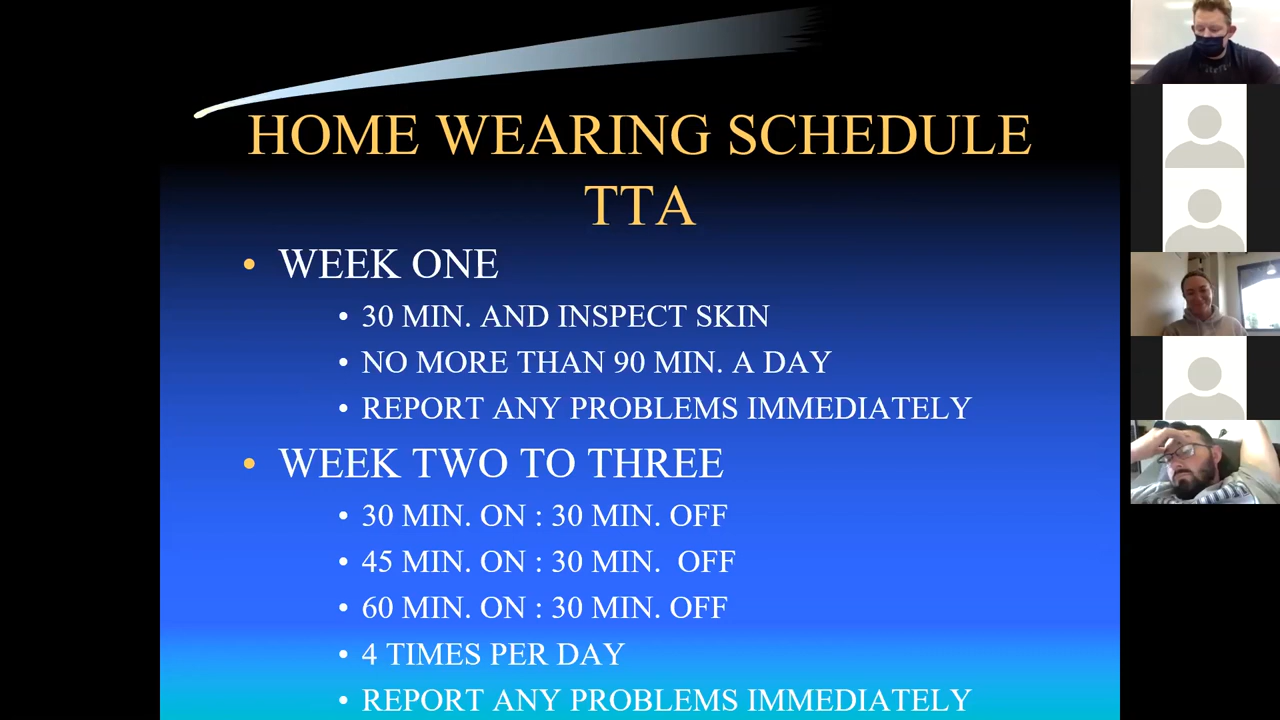 HOME WEARING SCHEDULE
TTA
• WEEK ONE
• 30 MIN. AND INSPECT SKIN
• NO MORE THAN 90 MIN. A DAY
• REPORT ANY PROBLEMS IMMEDIATELY
• WEEK TWO TO THREE
• 30 MIN. ON : 30 MIN. OFF
• 45 MIN. ON : 30 MIN.  OFF
• 60 MIN. ON : 30 MIN. OFF
• 4 TIMES PER DAY
• REPORT ANY PROBLEMS IMMEDIATELY